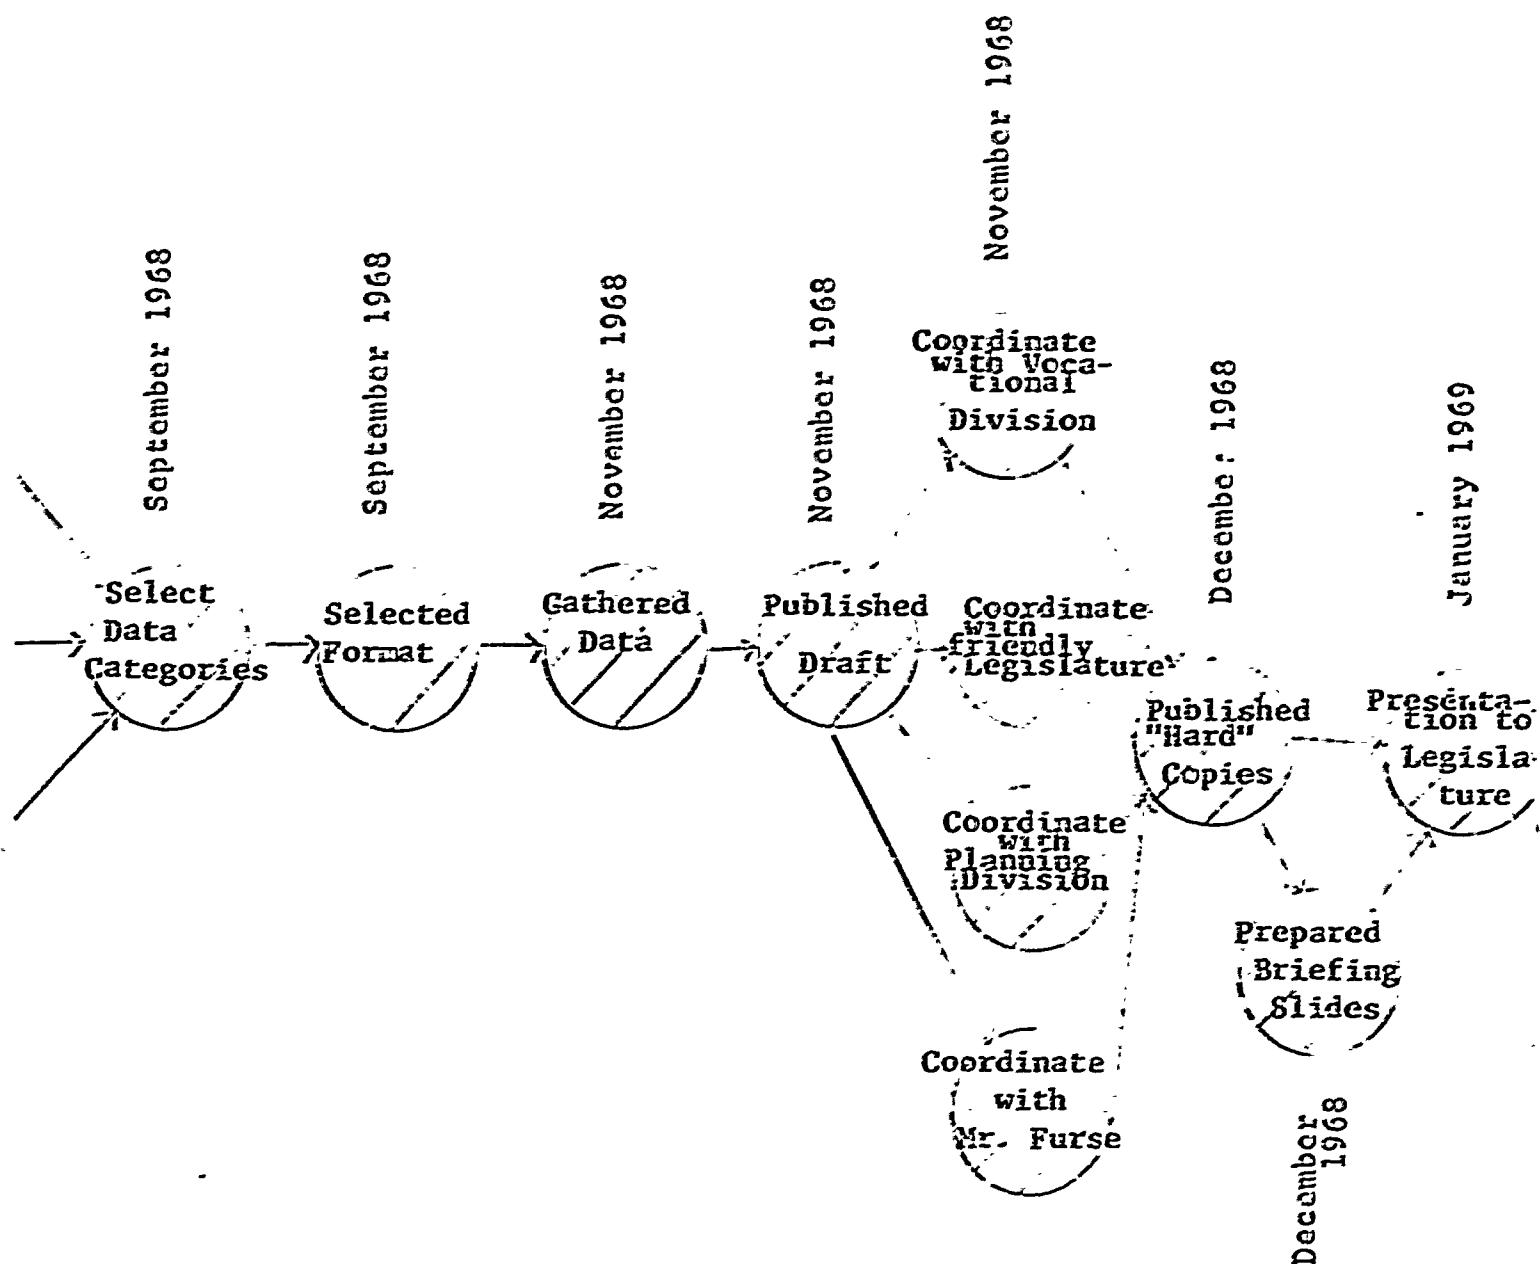 November 1968
September 1968
September 1968
November 1968
November 1968
Coordinate
with Voca-
tional
Division
December 1968
January 1969
Select
Data
Categories
Selected
Format
Gathered
Data
Published
Draft
Coordinate
with
friendly
Legislature
Published
"Hard"
Copies
Presenta-
tion to
Legisla-
ture
Coordinate
with
Planning
Division
Prepared
Briefing
Slides
Coordinate
with
Mr. Furse
December
1968